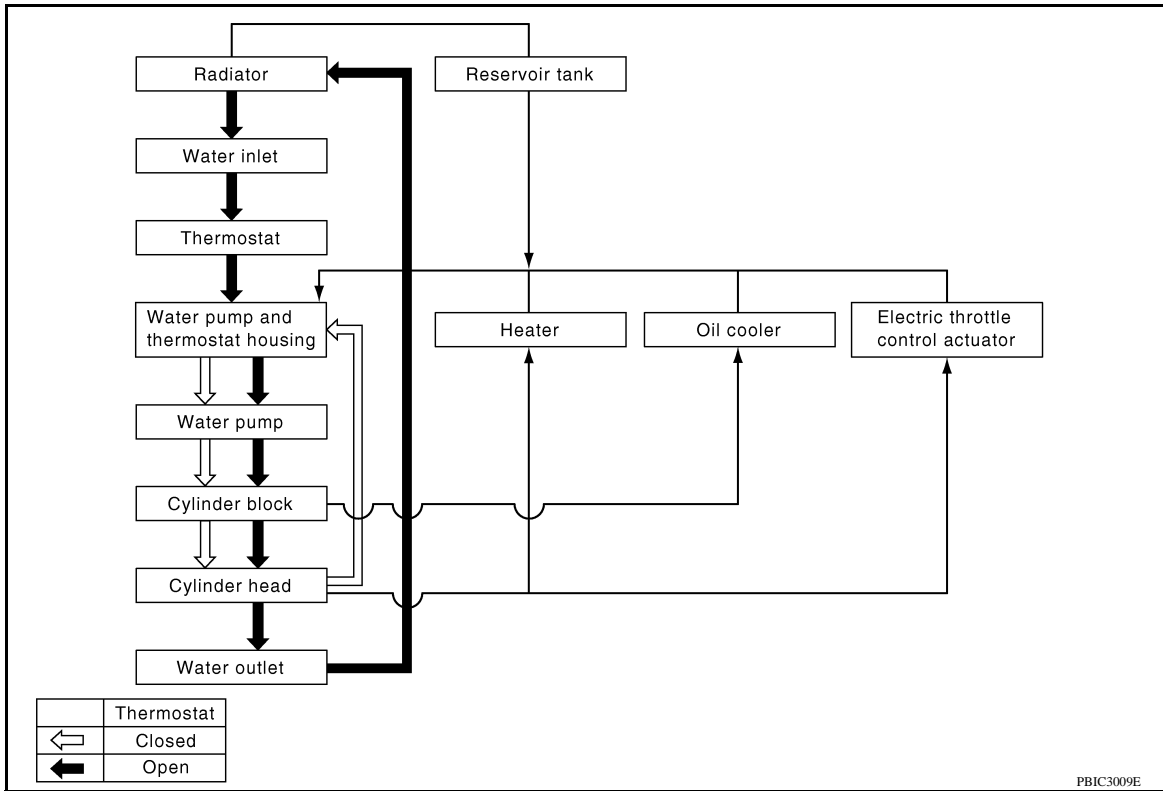 Radiator
Reservoir tank
Water inlet
Thermostat
Water pump and
thermostat housing
Heater
Oil cooler
Electric throttle
control actuator
Water pump
Cylinder block
Cylinder head
Water outlet
Thermostat
Closed
Open
PBIC3009E